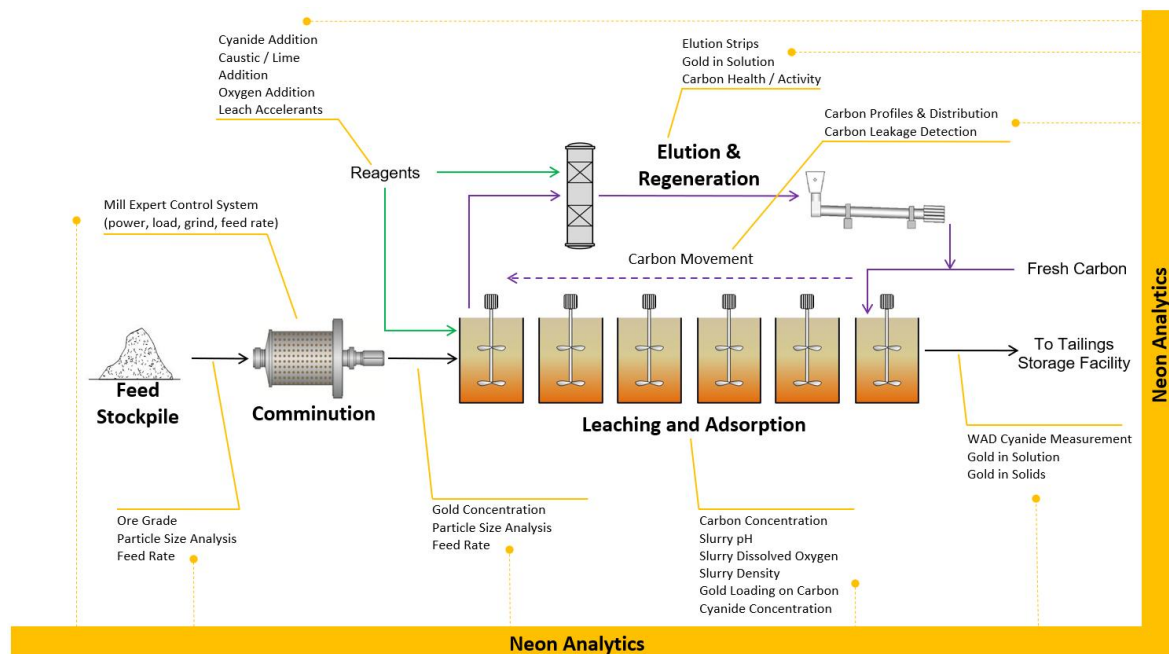 Cyanide Addition
Caustic / Lime
Addition
Oxygen Addition
Leach Accelerants
Elution Strips
Gold in Solution
Carbon Health / Activity
Carbon Profiles & Distribution
Carbon Leakage Detection
Reagents
Elution &
Regeneration
Mill Expert Control System
(power, load, grind, feed rate)
Carbon Movement
Fresh Carbon
Feed
Stockpile
Comminution
Leaching and Adsorption
To Tailings
Storage Facility
WAD Cyanide Measurement
Gold in Solution
Gold in Solids
Ore Grade
Particle Size Analysis
Feed Rate
Gold Concentration
Particle Size Analysis
Feed Rate
Carbon Concentration
Slurry pH
Slurry Dissolved Oxygen
Slurry Density
Gold Loading on Carbon
Cyanide Concentration
Neon Analytics
Neon Analytics